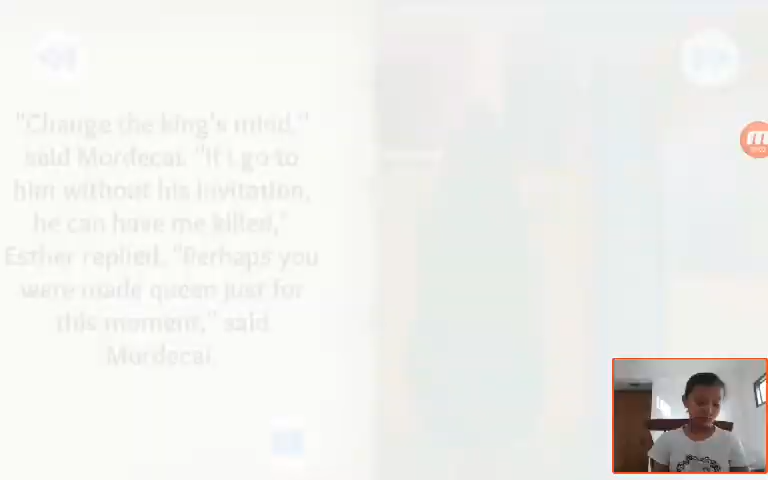 "Change the king's mind,"
said Mordecai. "If I go to
him without his invitation,
he can have me killed,"
Esther replied. "Perhaps you
were made queen just for
this moment," said
Mordecai.